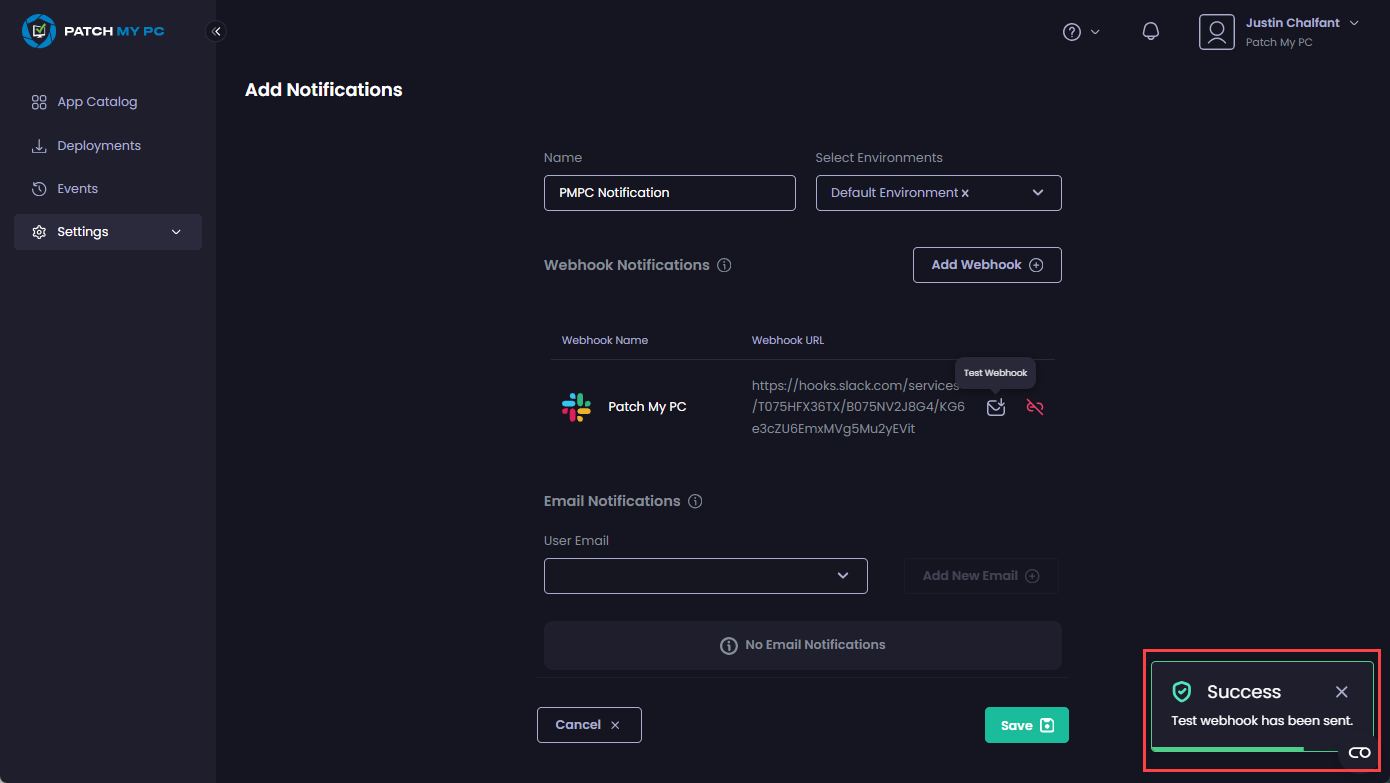 PATCH MY PC
Justin Chalfant
Patch My PC
App Catalog
Deployments
Events
Settings
Add Notifications
Name
Select Environments
PMPC Notification
Default Environment ×
Webhook Notifications
Add Webhook
Webhook Name
Webhook URL
Test Webhook
Patch My PC
https://hooks.slack.com/services
/T075HFX36TX/B075NV2J8G4/KG6
e3cZU6EmxMVg5Mu2yEVit
Email Notifications
User Email
Add New Email
No Email Notifications
Cancel ×
Save
Success
Test webhook has been sent.